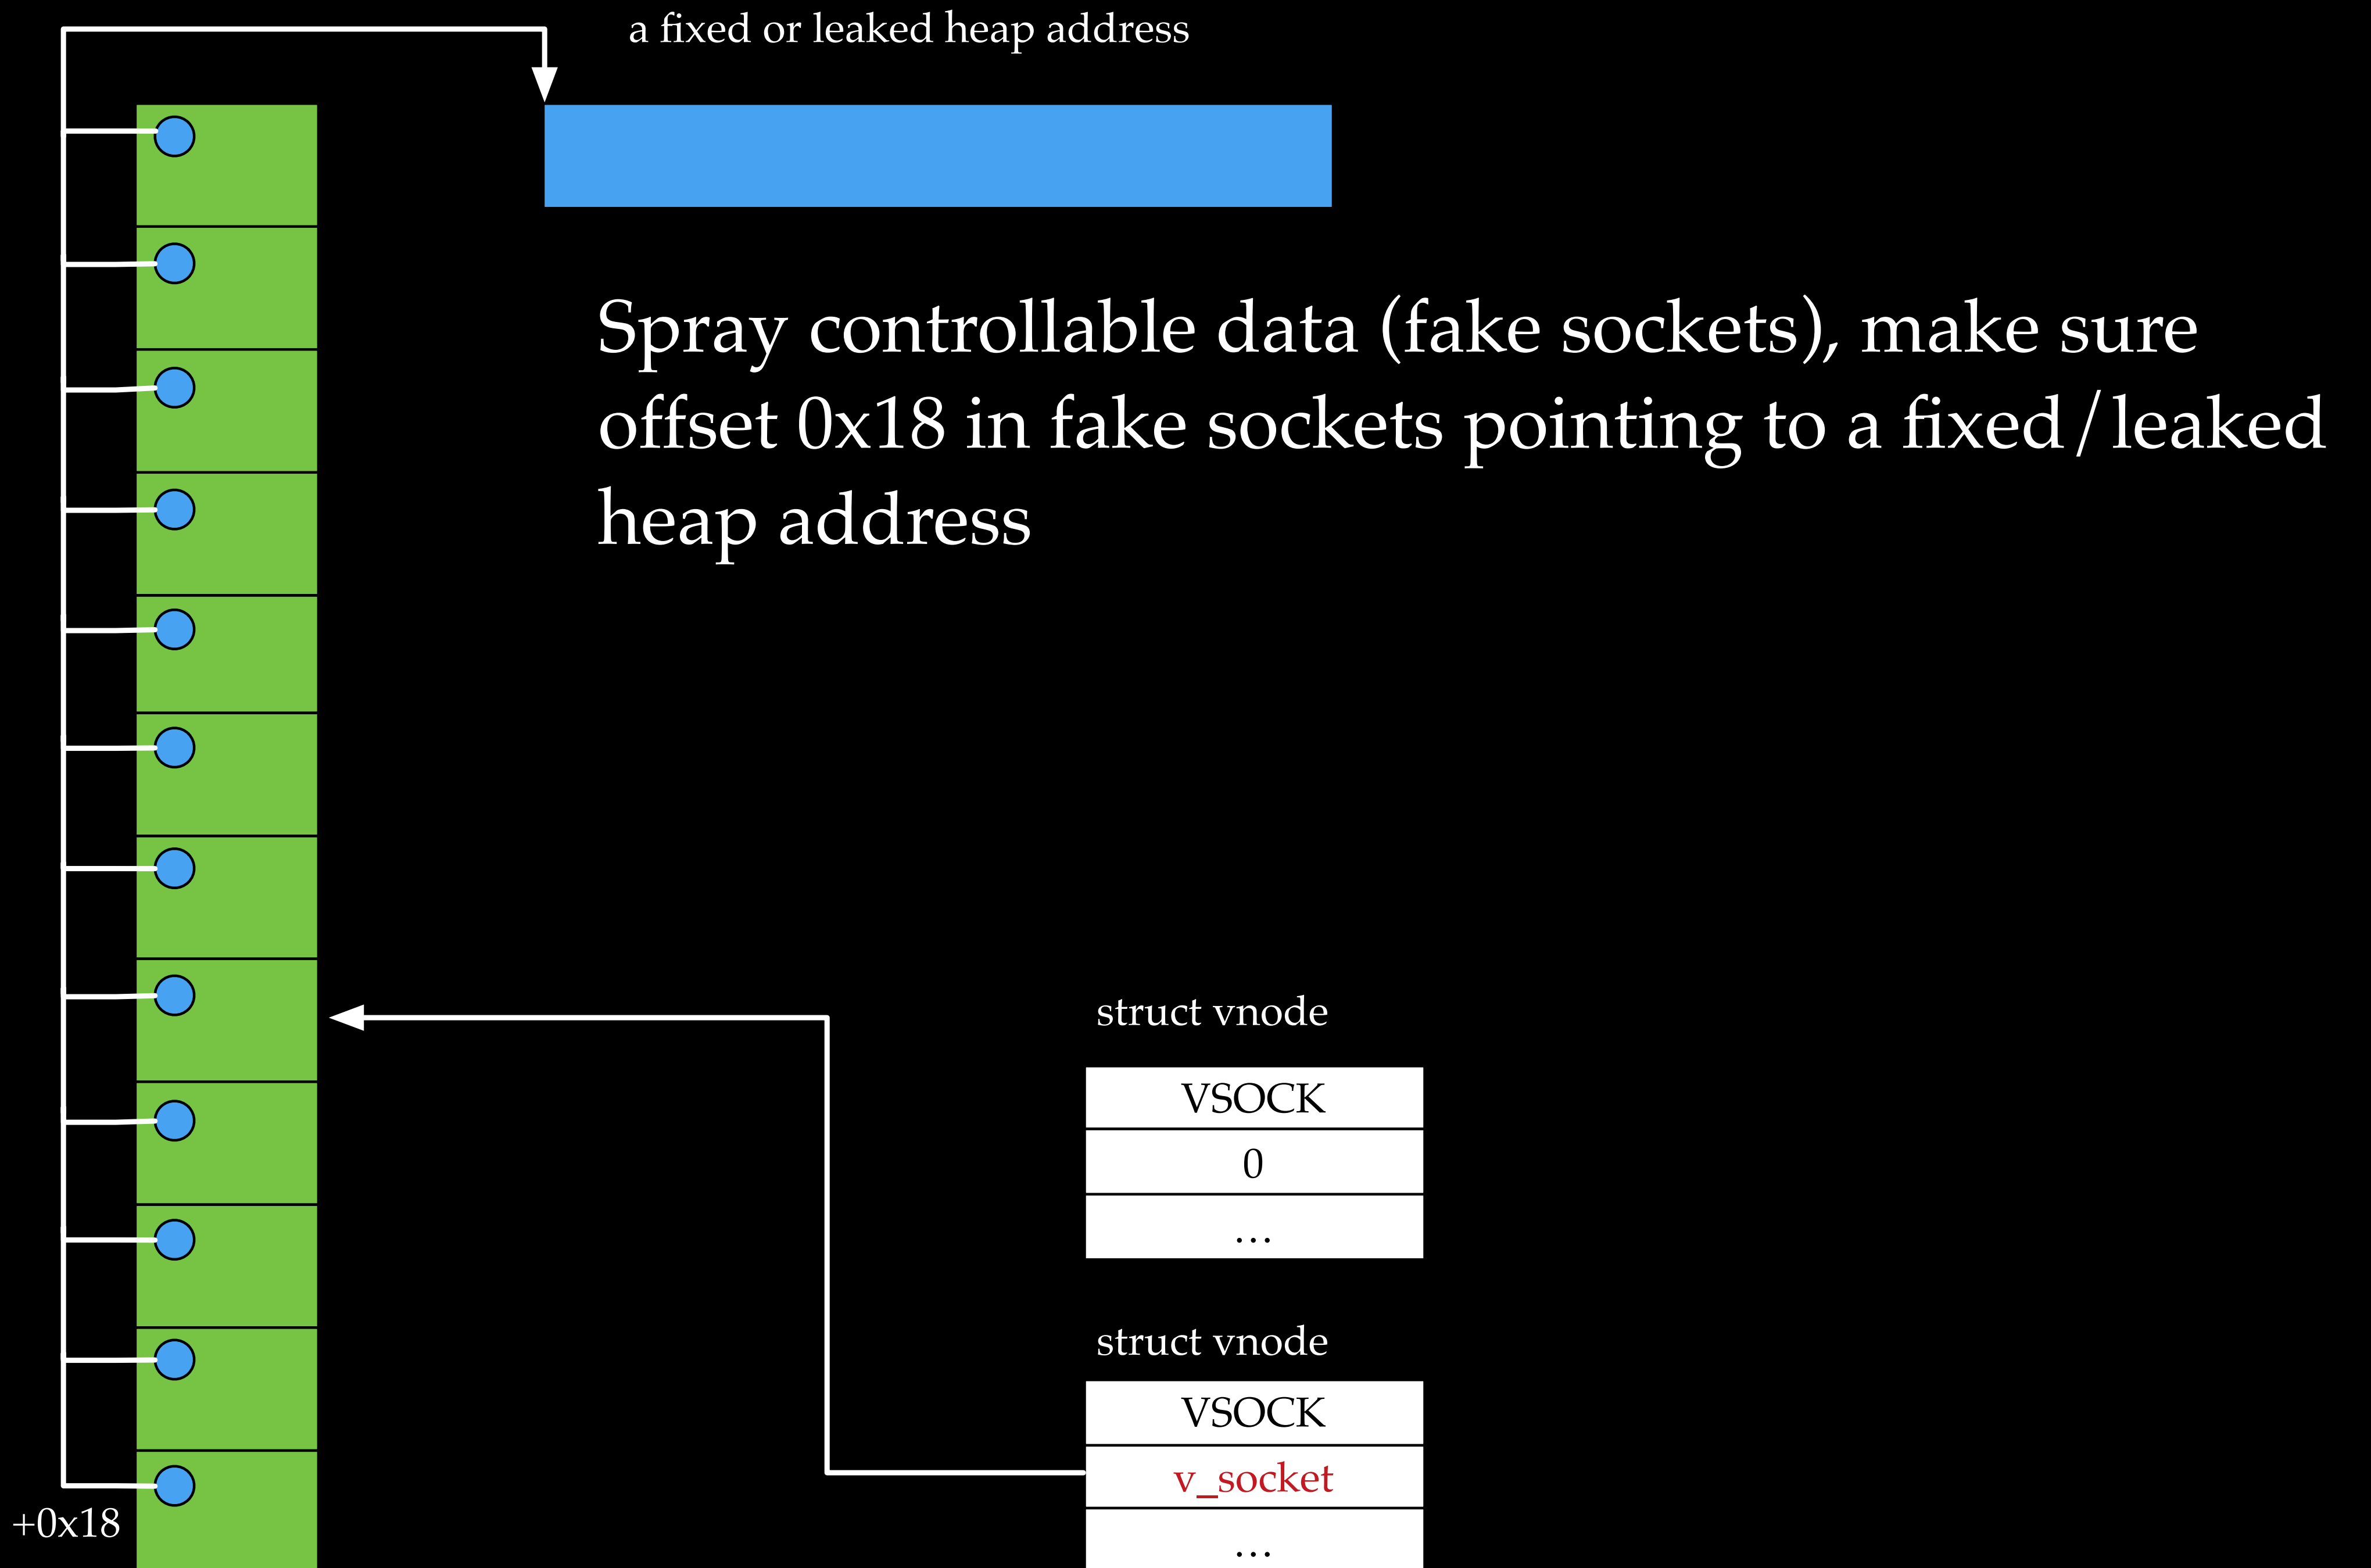 a fixed or leaked heap address
Spray controllable data (fake sockets), make sure
offset 0x18 in fake sockets pointing to a fixed/leaked
heap address
struct vnode
VSOCK
0
...
struct vnode
VSOCK
v_socket
...
+0x18